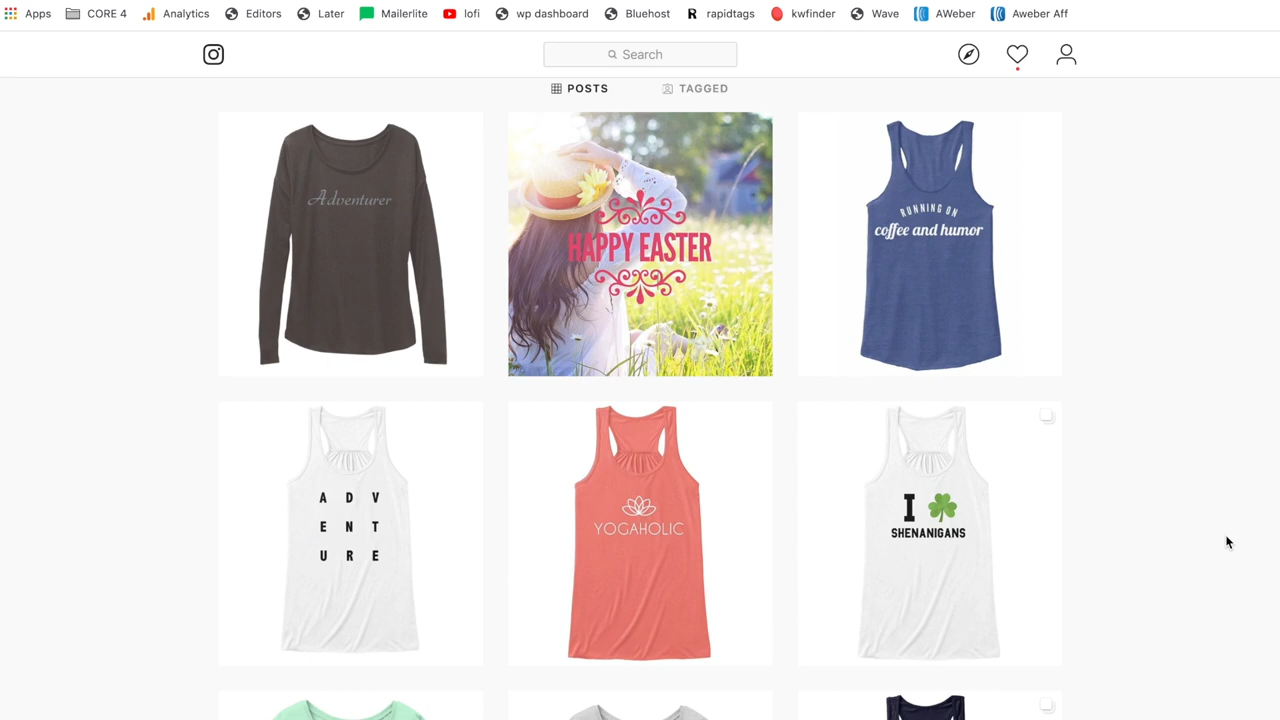 Apps CORE 4 Analytics Editors Later Mailerlite lofi wp dashboard Bluehost rapidtags kwfinder Wave AWeber Aweber Aff
Search
POSTS TAGGED
Adventurer
HAPPY EASTER
RUNNING ON
coffee and humor
A D V
E N T
U R E
YOGAHOLIC
I
SHENANIGANS